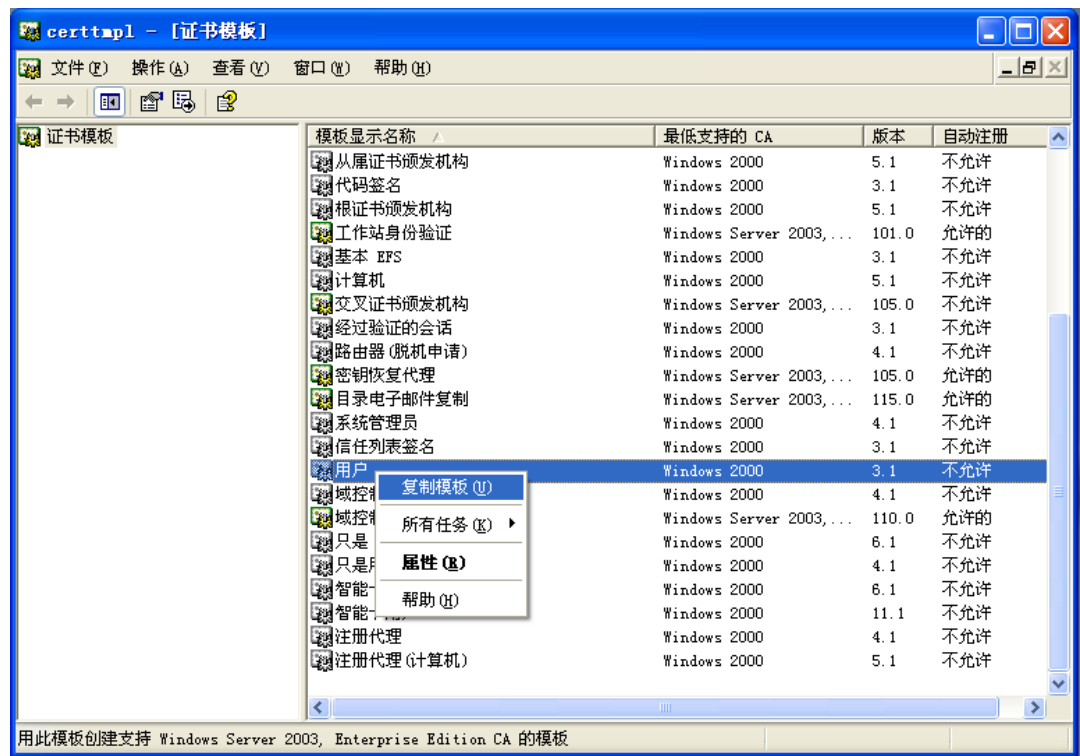 certtmpl - [证书模板]
文件(F) 操作(A) 查看(V) 窗口(W) 帮助(H)
证书模板
模板显示名称 最低支持的 CA 版本 自动注册
从属证书颁发机构 Windows 2000 5.1 不允许
代码签名 Windows 2000 3.1 不允许
根证书颁发机构 Windows 2000 5.1 不允许
工作站身份验证 Windows Server 2003,... 101.0 允许的
基本 EFS Windows 2000 3.1 不允许
计算机 Windows 2000 5.1 不允许
交叉证书颁发机构 Windows Server 2003,... 105.0 不允许
经过验证的会话 Windows 2000 3.1 不允许
路由器(脱机申请) Windows 2000 4.1 不允许
密钥恢复代理 Windows Server 2003,... 105.0 允许的
目录电子邮件复制 Windows Server 2003,... 115.0 允许的
系统管理员 Windows 2000 4.1 不允许
信任列表签名 Windows 2000 3.1 不允许
用户 Windows 2000 3.1 不允许
域控 Windows 2000 4.1 不允许
域控 Windows Server 2003,... 110.0 允许的
只是 Windows 2000 6.1 不允许
只是 Windows 2000 4.1 不允许
智能 Windows 2000 6.1 不允许
智能 Windows 2000 11.1 不允许
注册代理 Windows 2000 4.1 不允许
注册代理(计算机) Windows 2000 5.1 不允许
复制模板(U)
所有任务(K)
属性(R)
帮助(H)
用此模板创建支持 Windows Server 2003, Enterprise Edition CA 的模板